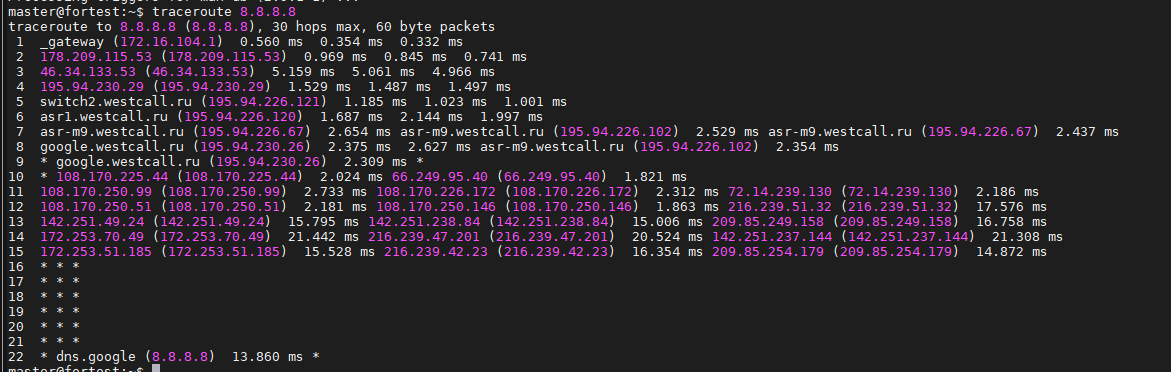 Processing triggers for man-db (2.9.1-1) ...
master@fortest:~$ traceroute 8.8.8.8
traceroute to 8.8.8.8 (8.8.8.8), 30 hops max, 60 byte packets
1 _gateway (172.16.104.1) 0.560 ms 0.354 ms 0.332 ms
2 178.209.115.53 (178.209.115.53) 0.969 ms 0.845 ms 0.741 ms
3 46.34.133.53 (46.34.133.53) 5.159 ms 5.061 ms 4.966 ms
4 195.94.230.29 (195.94.230.29) 1.529 ms 1.487 ms 1.497 ms
5 switch2.westcall.ru (195.94.226.121) 1.185 ms 1.023 ms 1.001 ms
6 asr1.westcall.ru (195.94.226.120) 1.687 ms 2.144 ms 1.997 ms
7 asr-m9.westcall.ru (195.94.226.67) 2.654 ms asr-m9.westcall.ru (195.94.226.102) 2.529 ms asr-m9.westcall.ru (195.94.226.67) 2.437 ms
8 google.westcall.ru (195.94.230.26) 2.375 ms 2.627 ms asr-m9.westcall.ru (195.94.226.102) 2.354 ms
9 * google.westcall.ru (195.94.230.26) 2.309 ms *
10 * 108.170.225.44 (108.170.225.44) 2.024 ms 66.249.95.40 (66.249.95.40) 1.821 ms
11 108.170.250.99 (108.170.250.99) 2.733 ms 108.170.226.172 (108.170.226.172) 2.312 ms 72.14.239.130 (72.14.239.130) 2.186 ms
12 108.170.250.51 (108.170.250.51) 2.181 ms 108.170.250.146 (108.170.250.146) 1.863 ms 216.239.51.32 (216.239.51.32) 17.576 ms
13 142.251.49.24 (142.251.49.24) 15.795 ms 142.251.238.84 (142.251.238.84) 15.006 ms 209.85.249.158 (209.85.249.158) 16.758 ms
14 172.253.70.49 (172.253.70.49) 21.442 ms 216.239.47.201 (216.239.47.201) 20.524 ms 142.251.237.144 (142.251.237.144) 21.308 ms
15 172.253.51.185 (172.253.51.185) 15.528 ms 216.239.42.23 (216.239.42.23) 16.354 ms 209.85.254.179 (209.85.254.179) 14.872 ms
16 * * *
17 * * *
18 * * *
19 * * *
20 * * *
21 * * *
22 * dns.google (8.8.8.8) 13.860 ms *
master@fortest:~$